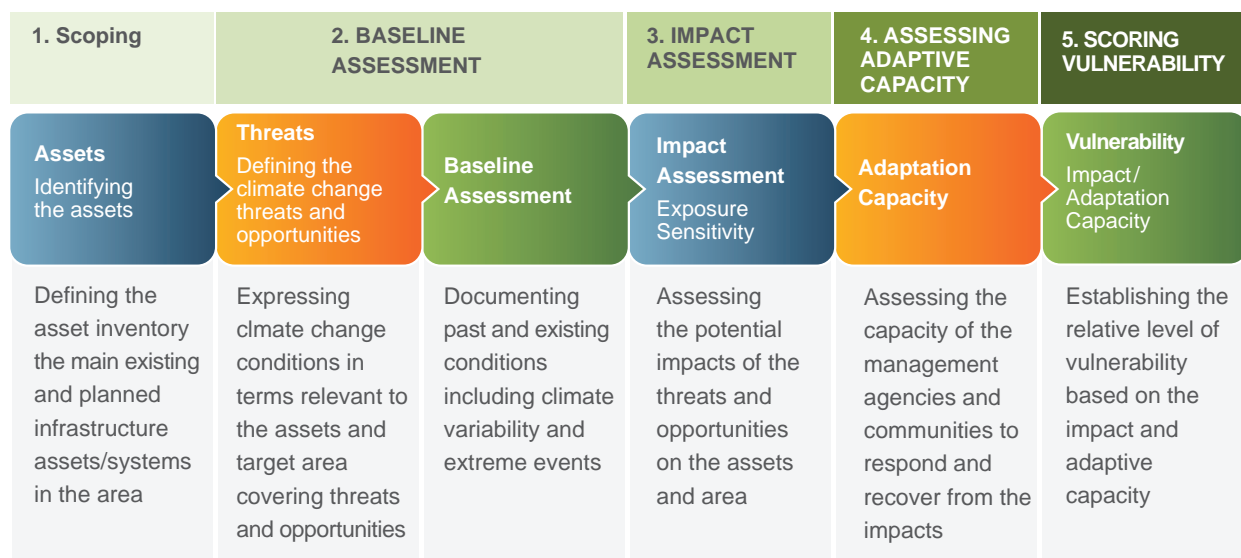 1. Scoping
2. BASELINE
ASSESSMENT
3. IMPACT
ASSESSMENT
4. ASSESSING
ADAPTIVE
CAPACITY
5. SCORING
VULNERABILITY
Assets
Identifying
the assets
Threats
Defining the
climate change
threats and
opportunities
Baseline
Assessment
Impact
Assessment
Exposure
Sensitivity
Adaptation
Capacity
Vulnerability
Impact/
Adaptation
Capacity
Defining the
asset inventory
the main existing
and planned
infrastructure
assets/systems
in the area
Expressing
clmate change
conditions in
terms relevant to
the assets and
target area
covering threats
and opportunities
Documenting
past and existing
conditions
including climate
variability and
extreme events
Assessing
the potential
impacts of the
threats and
opportunities
on the assets
and area
Assessing the
capacity of the
management
agencies and
communities to
respond and
recover from the
impacts
Establishing the
relative level of
vulnerability
based on the
impact and
adaptive
capacity